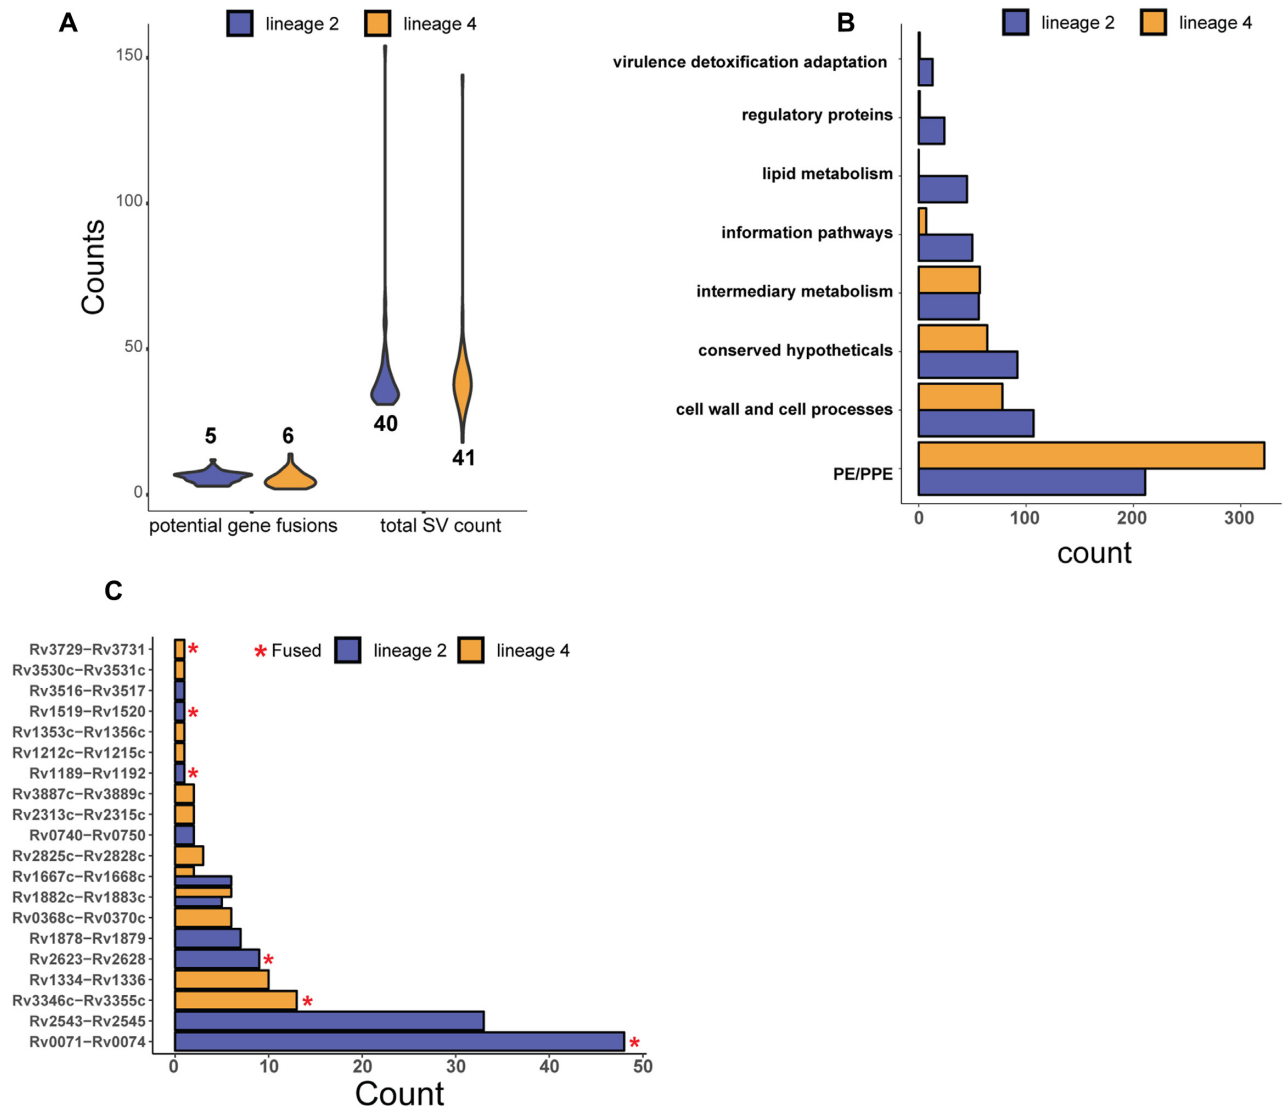 A
lineage 2
lineage 4
150
100
50
0
Counts
5
6
40
41
potential gene fusions
total SV count
B
lineage 2
lineage 4
virulence detoxification adaptation
regulatory proteins
lipid metabolism
information pathways
intermediary metabolism
conserved hypotheticals
cell wall and cell processes
PE/PPE
0
100
200
300
count
C
* Fused
lineage 2
lineage 4
Rv3729−Rv3731 *
Rv3530c−Rv3531c
Rv3516−Rv3517
Rv1519−Rv1520 *
Rv1353c−Rv1356c
Rv1212c−Rv1215c
Rv1189−Rv1192 *
Rv3887c−Rv3889c
Rv2313c−Rv2315c
Rv0740−Rv0750
Rv2825c−Rv2828c
Rv1667c−Rv1668c
Rv1882c−Rv1883c
Rv0368c−Rv0370c
Rv1878−Rv1879
Rv2623−Rv2628 *
Rv1334−Rv1336
Rv3346c−Rv3355c *
Rv2543−Rv2545
Rv0071−Rv0074 *
0
10
20
30
40
50
Count